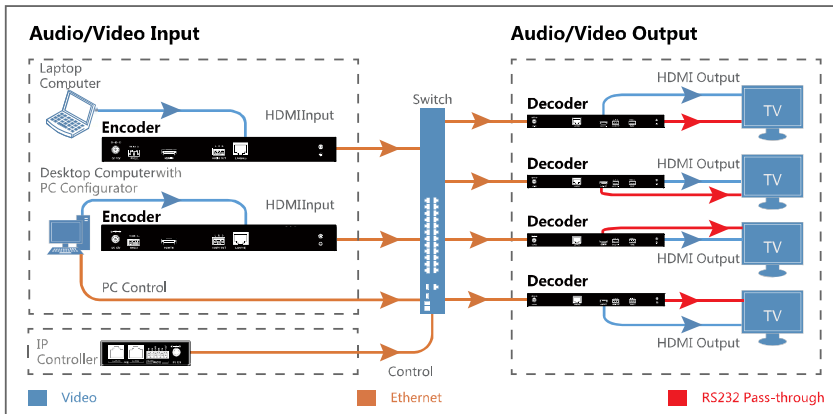 Audio/Video Input
Audio/Video Output
Laptop
Computer
HDMIInput
Encoder
Desktop Computerwith
PC Configurator
HDMIInput
Encoder
PC Control
IP
Controller
Switch
Control
HDMI Output
Decoder
TV
HDMI Output
Decoder
TV
Decoder
TV
HDMI Output
Decoder
TV
HDMI Output
Video
Ethernet
RS232 Pass-through